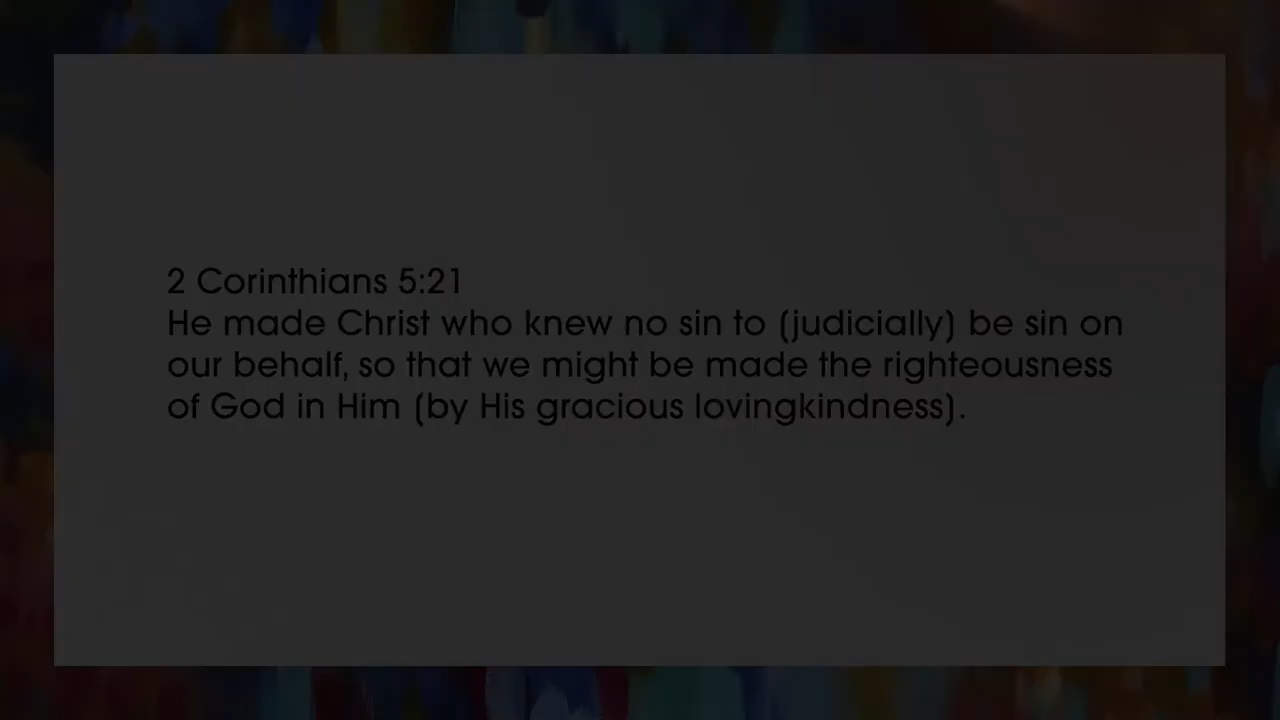 2 Corinthians 5:21
He made Christ who knew no sin to (judicially) be sin on
our behalf, so that we might be made the righteousness
of God in Him (by His gracious lovingkindness).